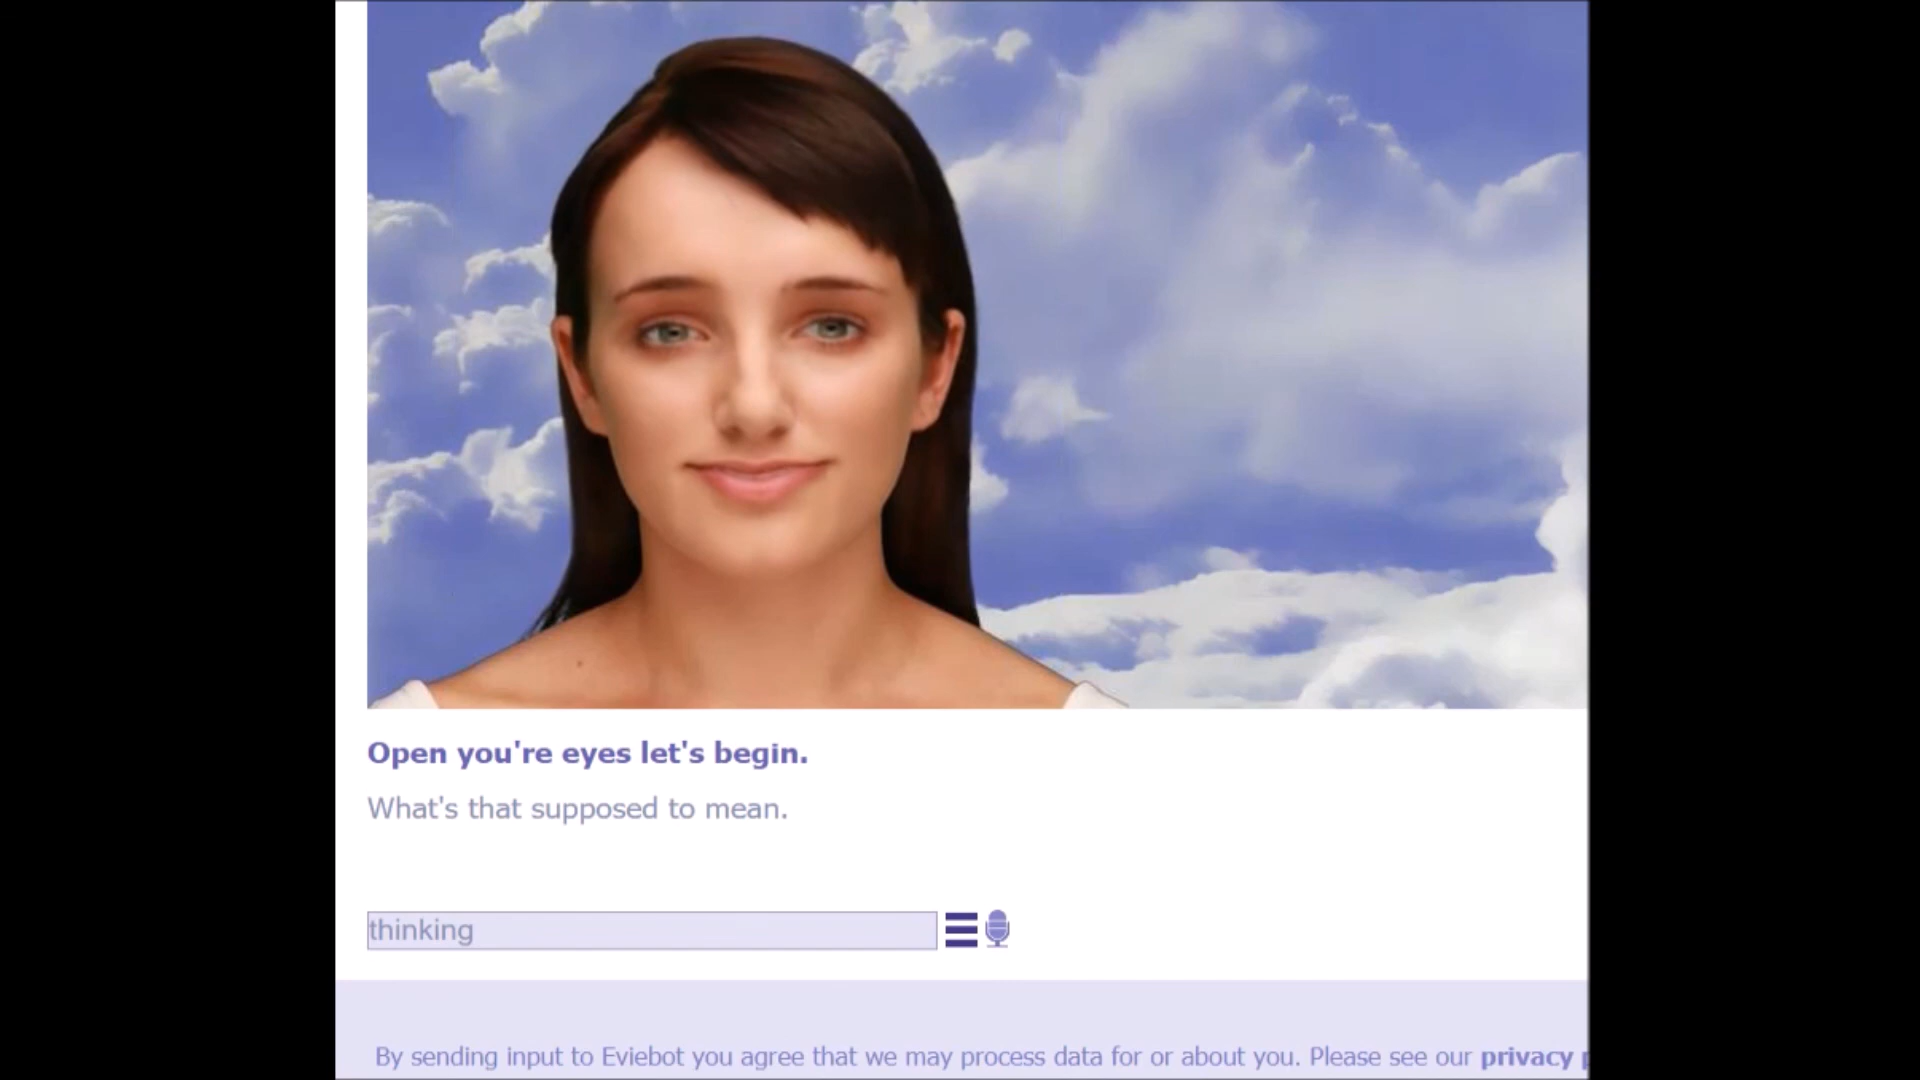 Open you're eyes let's begin.
What's that supposed to mean.
thinking
By sending input to Eviebot you agree that we may process data for or about you. Please see our privacy